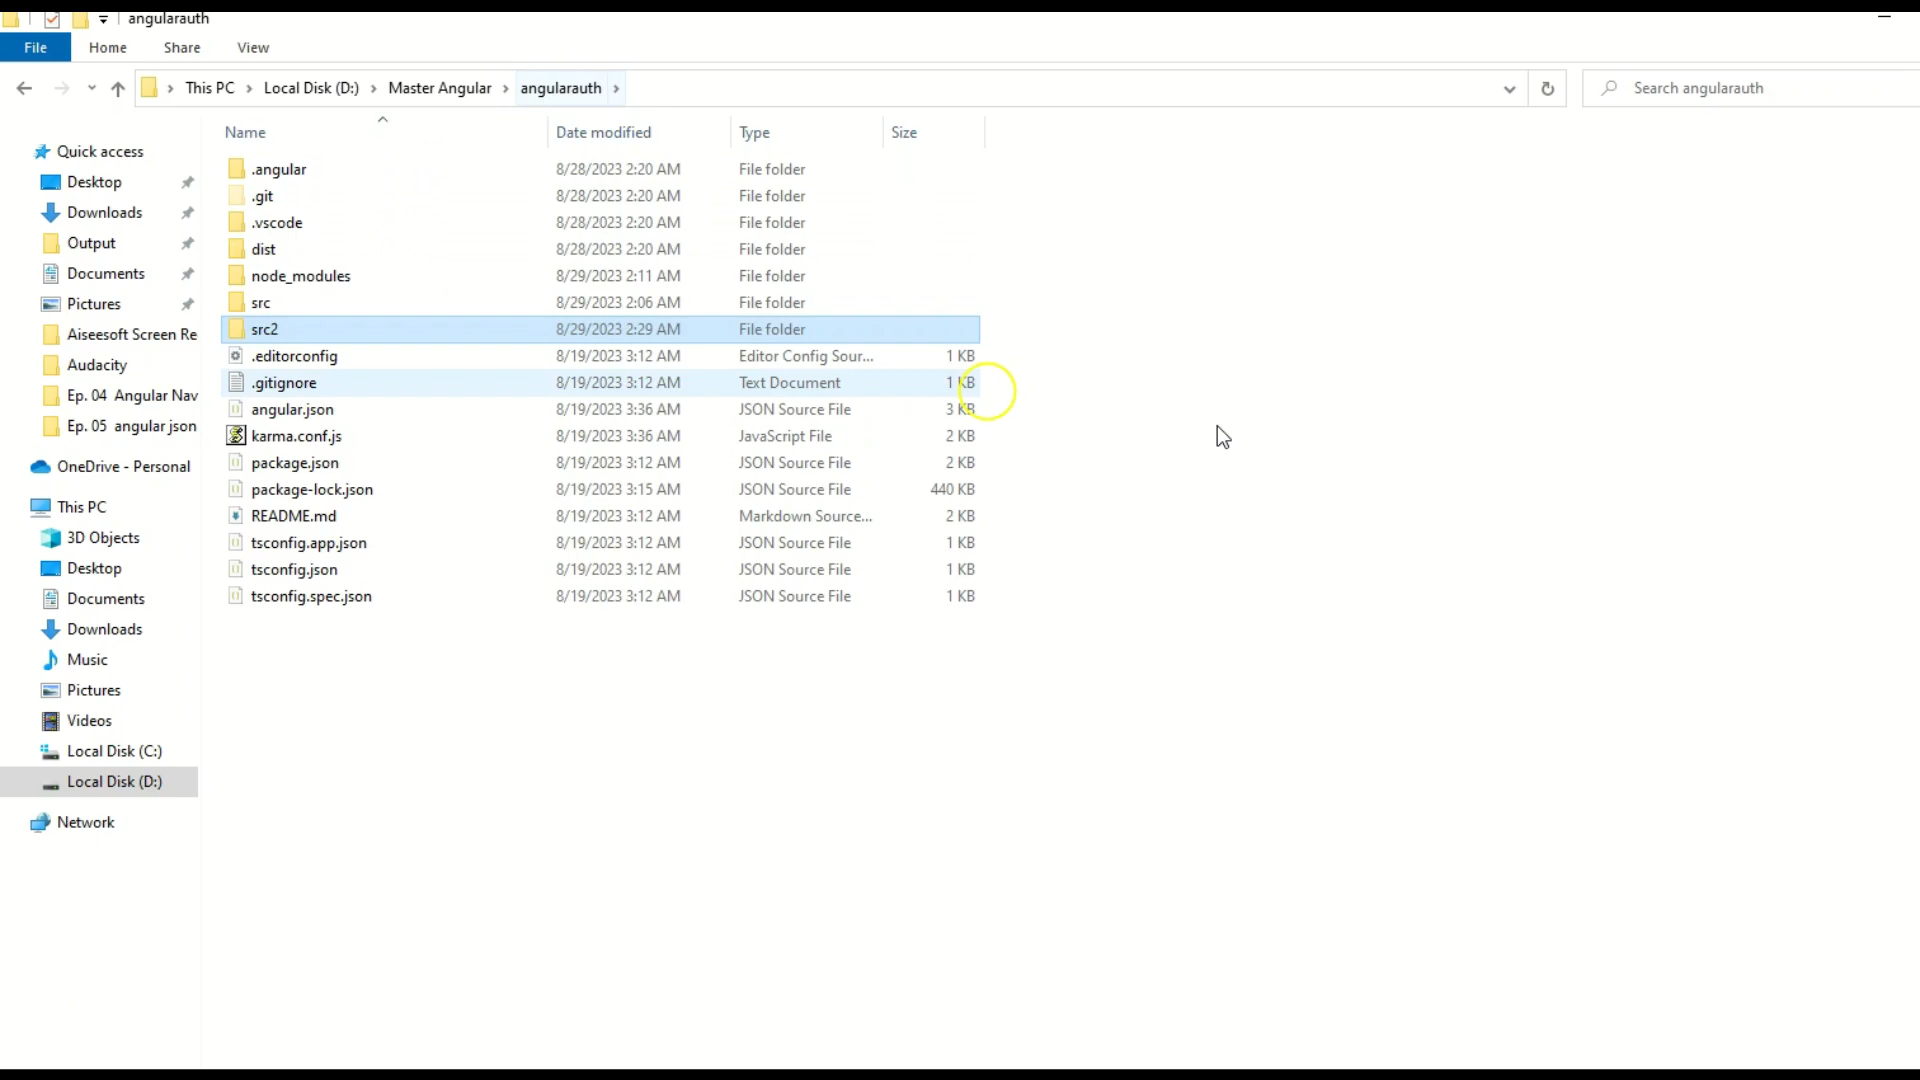 angularauth
File Home Share View
This PC Local Disk (D:) Master Angular angularauth Search angularauth
Name Date modified Type Size
Quick access
Desktop
Downloads
Output
Documents
Pictures
Aiseesoft Screen Re
Audacity
Ep. 04 Angular Nav
Ep. 05 angular json
OneDrive - Personal
This PC
3D Objects
Desktop
Documents
Downloads
Music
Pictures
Videos
Local Disk (C:)
Local Disk (D:)
Network
.angular 8/28/2023 2:20 AM File folder
.git 8/28/2023 2:20 AM File folder
.vscode 8/28/2023 2:20 AM File folder
dist 8/28/2023 2:20 AM File folder
node_modules 8/29/2023 2:11 AM File folder
src 8/29/2023 2:06 AM File folder
src2 8/29/2023 2:29 AM File folder
.editorconfig 8/19/2023 3:12 AM Editor Config Sour... 1 KB
.gitignore 8/19/2023 3:12 AM Text Document 1 KB
angular.json 8/19/2023 3:36 AM JSON Source File 3 KB
karma.conf.js 8/19/2023 3:36 AM JavaScript File 2 KB
package.json 8/19/2023 3:12 AM JSON Source File 2 KB
package-lock.json 8/19/2023 3:15 AM JSON Source File 440 KB
README.md 8/19/2023 3:12 AM Markdown Source... 2 KB
tsconfig.app.json 8/19/2023 3:12 AM JSON Source File 1 KB
tsconfig.json 8/19/2023 3:12 AM JSON Source File 1 KB
tsconfig.spec.json 8/19/2023 3:12 AM JSON Source File 1 KB